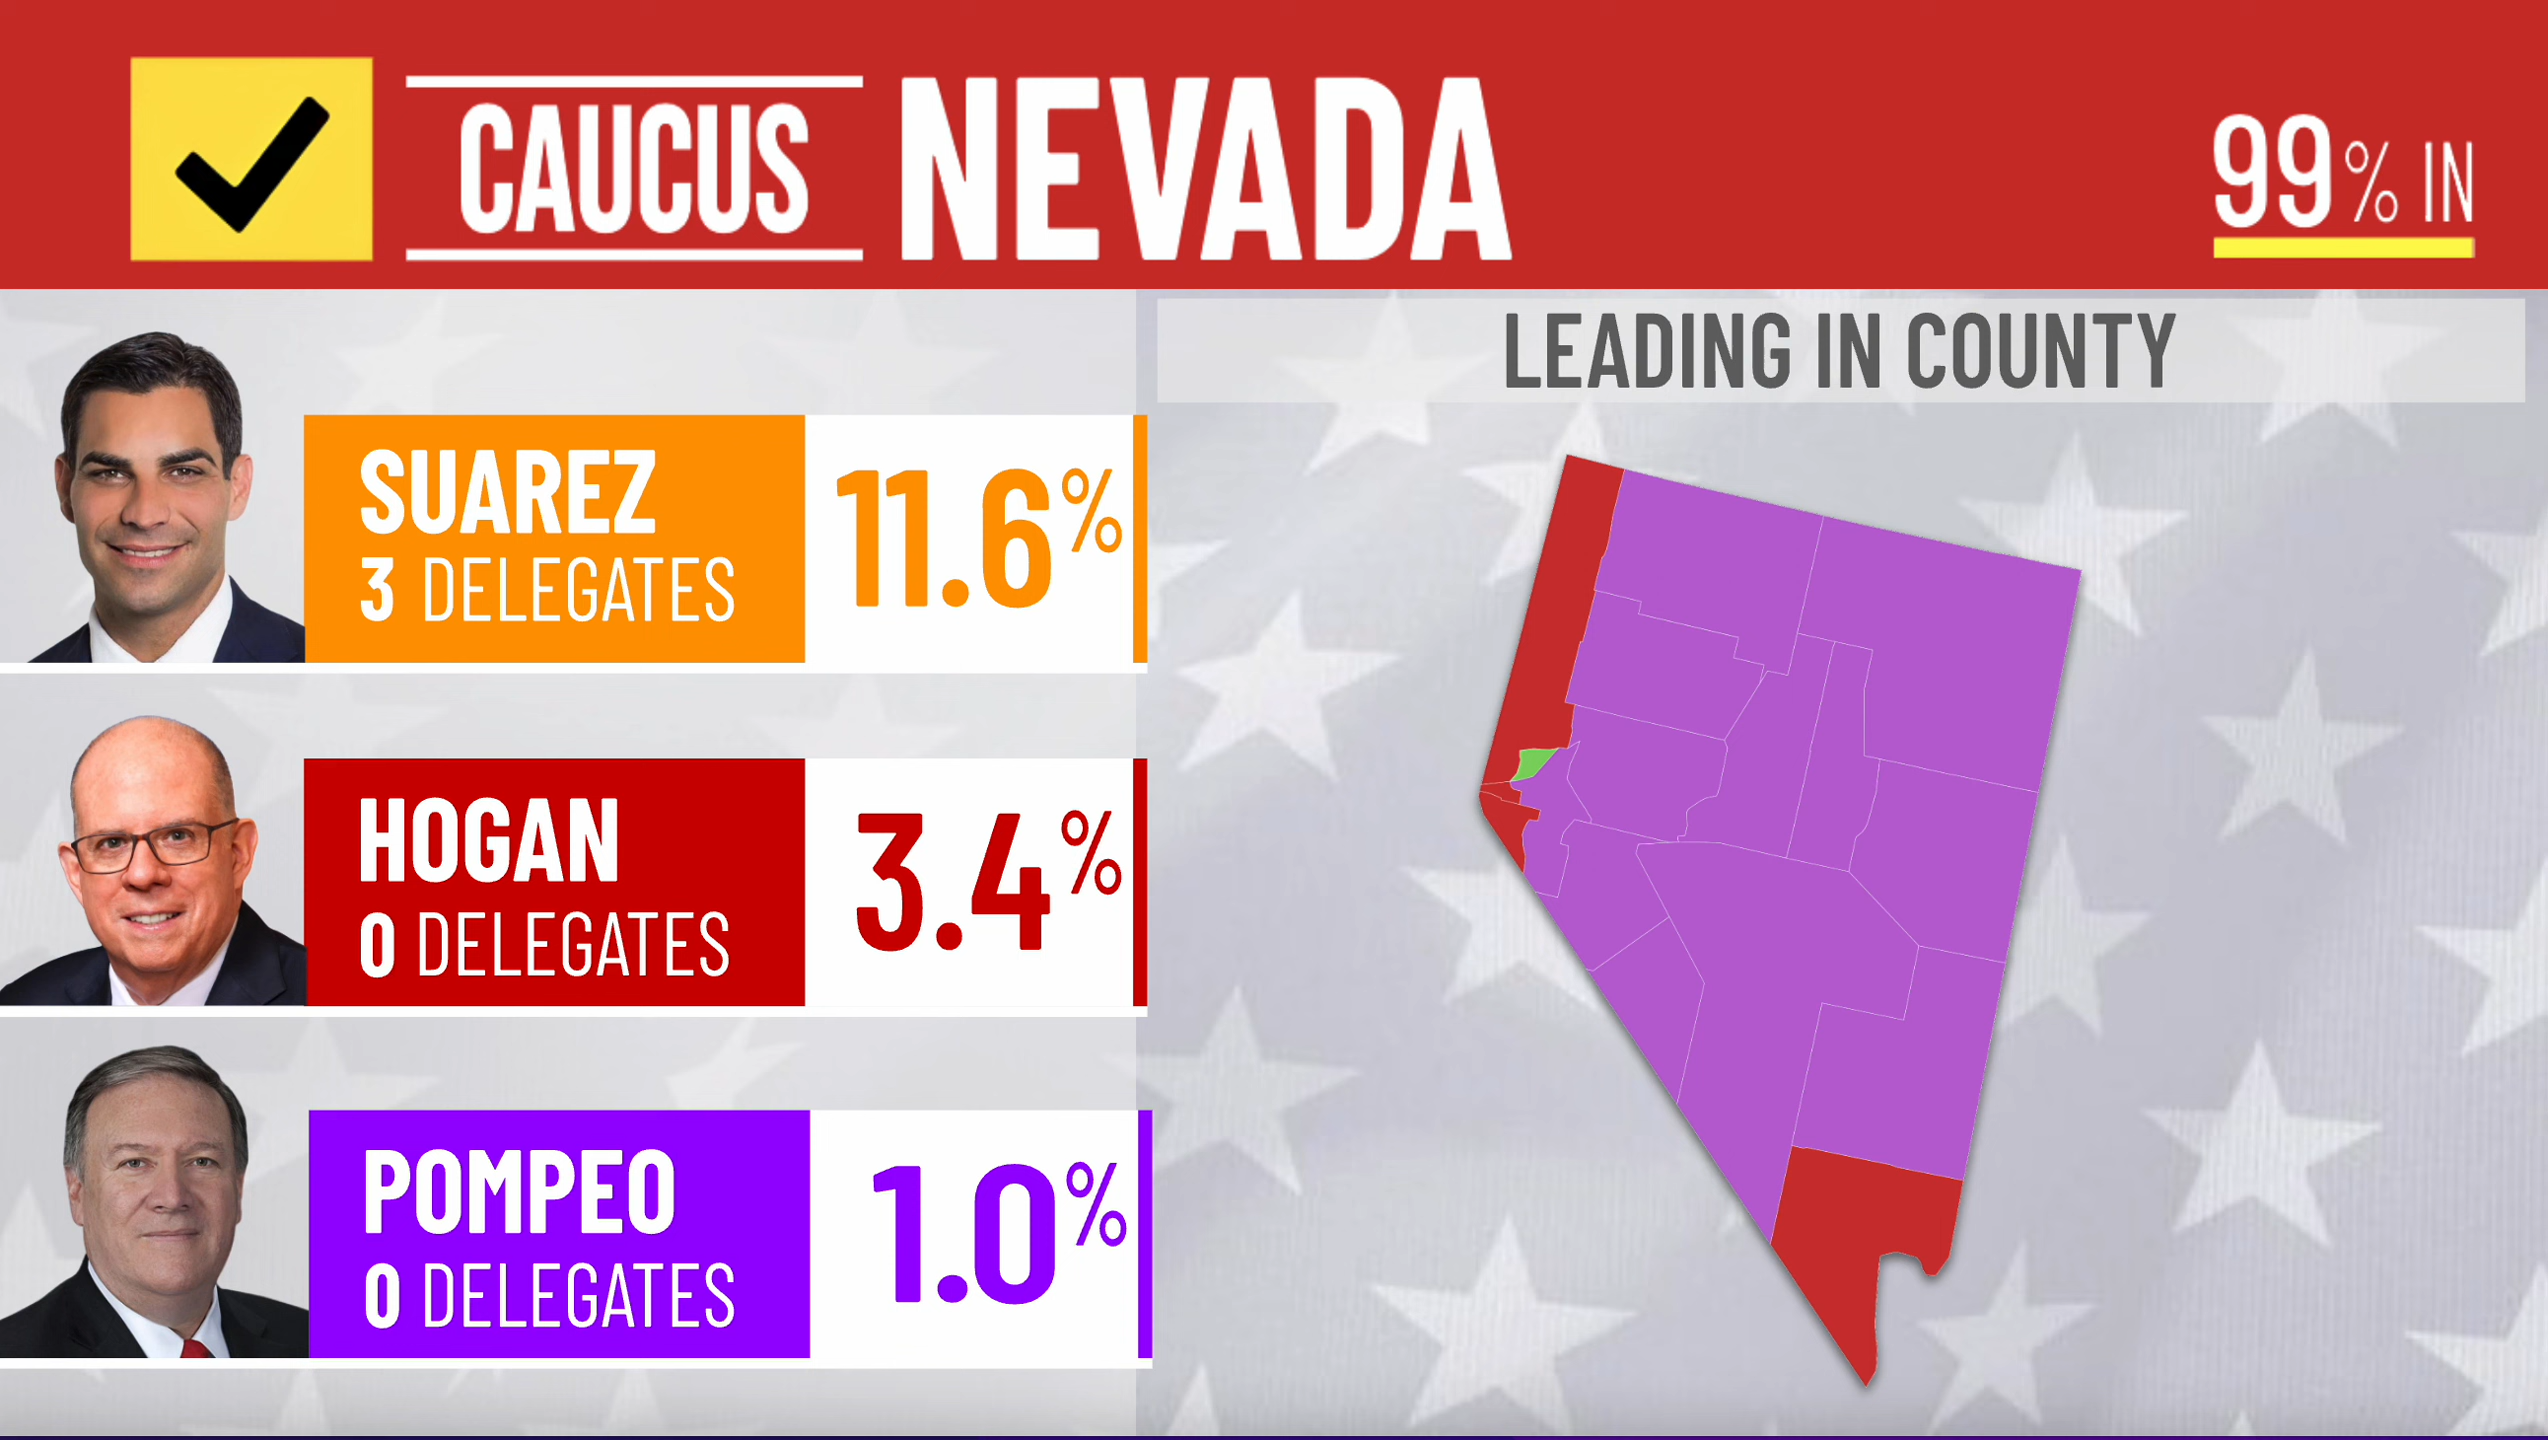 CAUCUS NEVADA
99% IN
LEADING IN COUNTY
SUAREZ
3 DELEGATES
11.6%
HOGAN
0 DELEGATES
3.4%
POMPEO
0 DELEGATES
1.0%